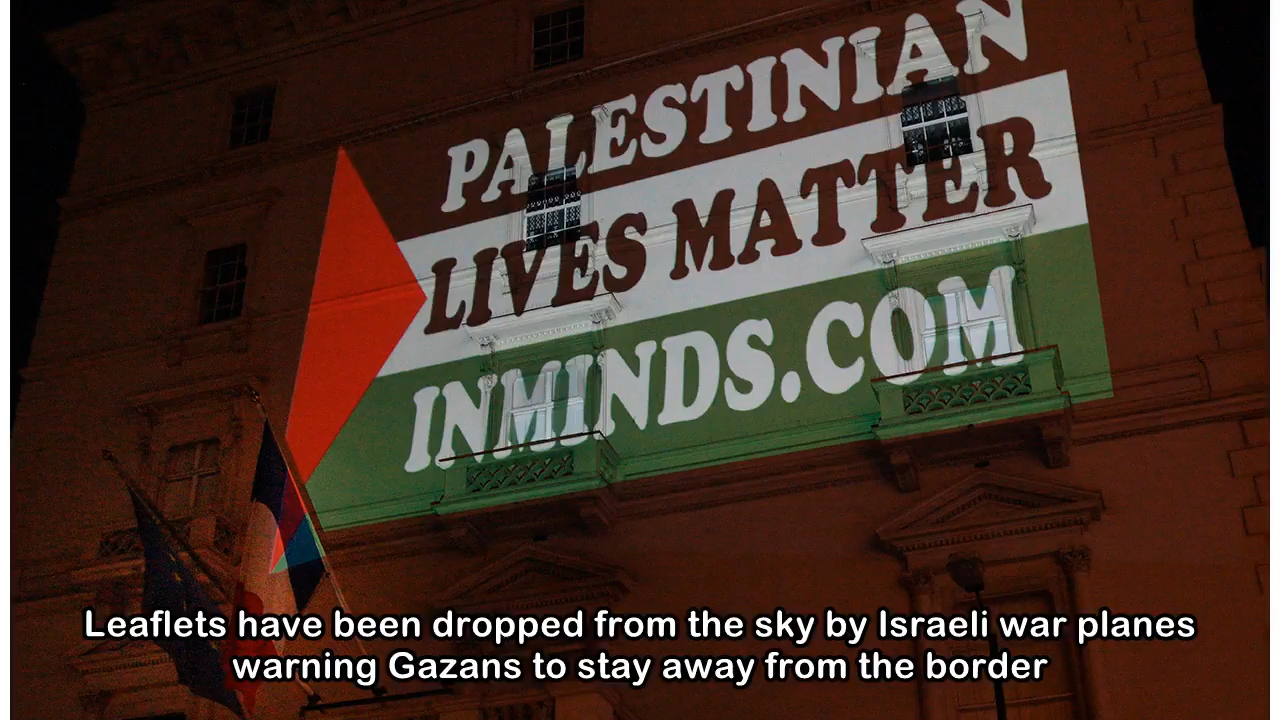 PALESTINIAN
LIVES MATTER
INMINDS.COM
Leaflets have been dropped from the sky by Israeli war planes
warning Gazans to stay away from the border